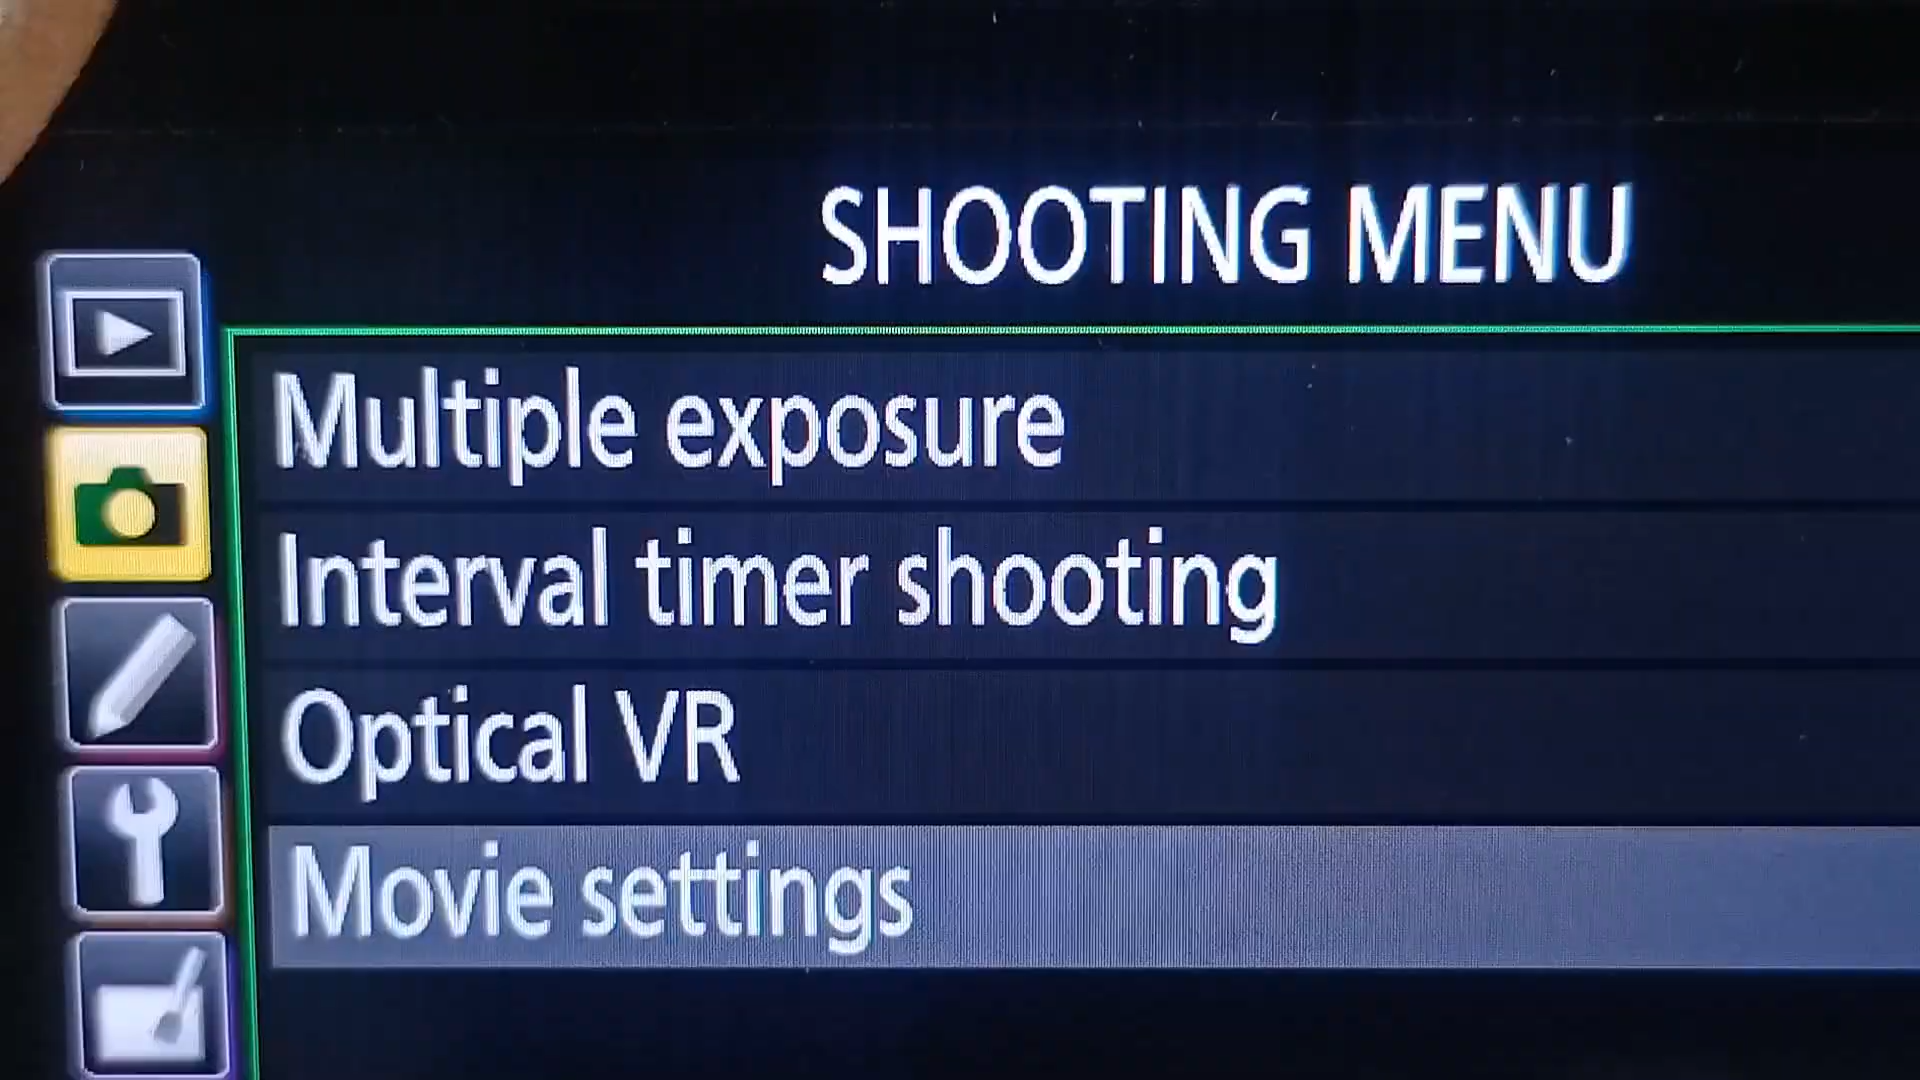 SHOOTING MENU
Multiple exposure
Interval timer shooting
Optical VR
Movie settings